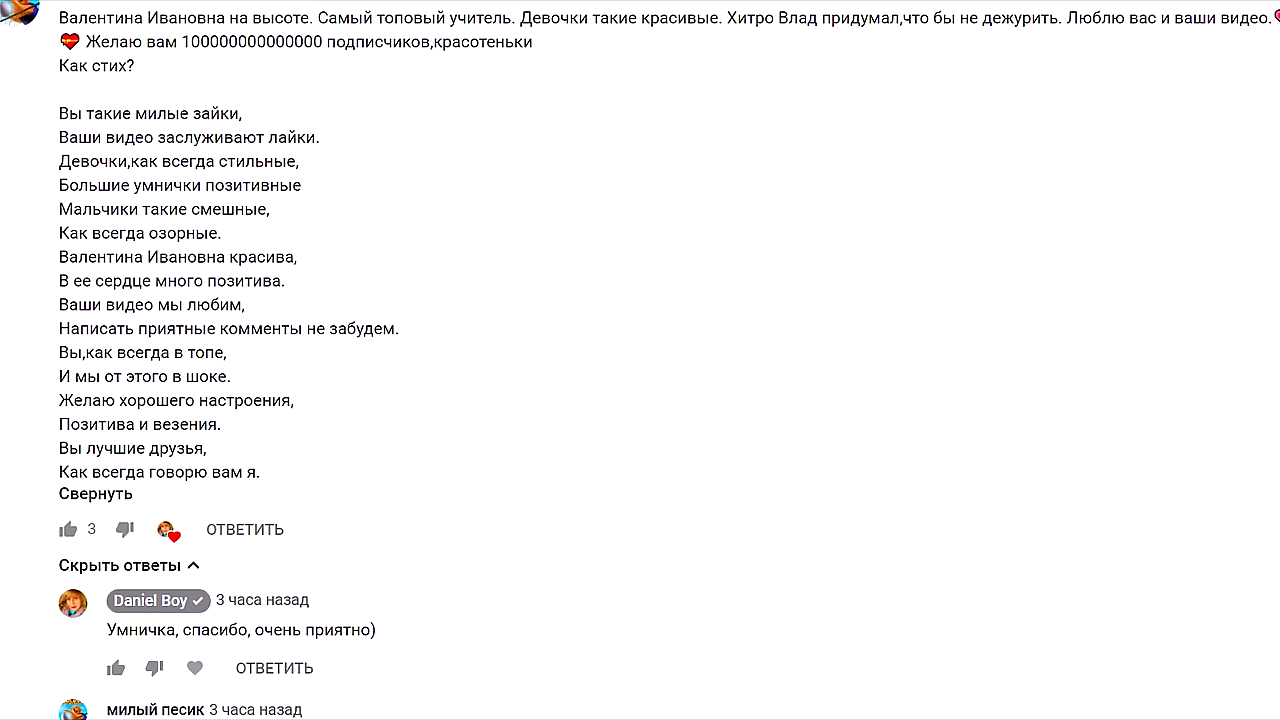 Валентина Ивановна на высоте. Самый топовый учитель. Девочки такие красивые. Хитро Влад придумал,что бы не дежурить. Люблю вас и ваши видео.
Желаю вам 100000000000000 подписчиков,красотеньки
Как стих?
Вы такие милые зайки,
Ваши видео заслуживают лайки.
Девочки,как всегда стильные,
Большие умнички позитивные
Мальчики такие смешные,
Как всегда озорные.
Валентина Ивановна красива,
В ее сердце много позитива.
Ваши видео мы любим,
Написать приятные комменты не забудем.
Вы,как всегда в топе,
И мы от этого в шоке.
Желаю хорошего настроения,
Позитива и везения.
Вы лучшие друзья,
Как всегда говорю вам я.
Свернуть
3 ОТВЕТИТЬ
Скрыть ответы
Daniel Boy 3 часа назад
Умничка, спасибо, очень приятно)
ОТВЕТИТЬ
милый песик 3 часа назад